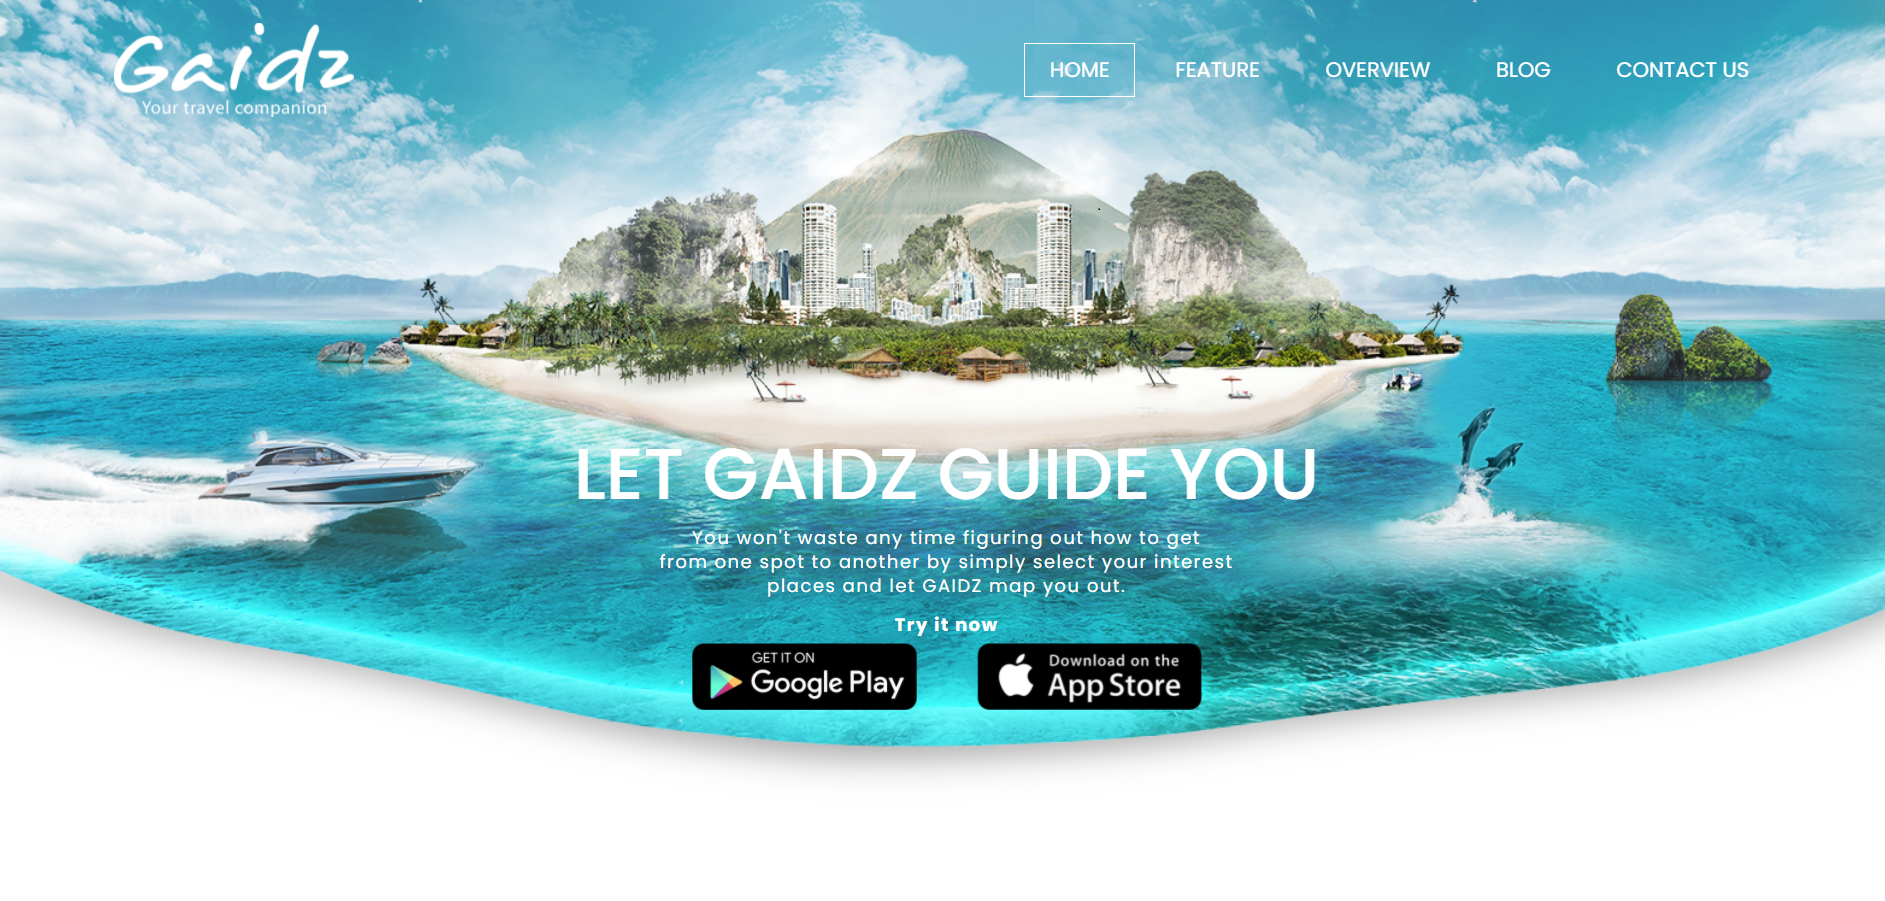 Gaidz
Your travel companion
HOME
FEATURE
OVERVIEW
BLOG
CONTACT US
LET GAIDZ GUIDE YOU
You won't waste any time figuring out how to get
from one spot to another by simply select your interest
places and let GAIDZ map you out.
Try it now
GET IT ON
Google Play
Download on the
App Store